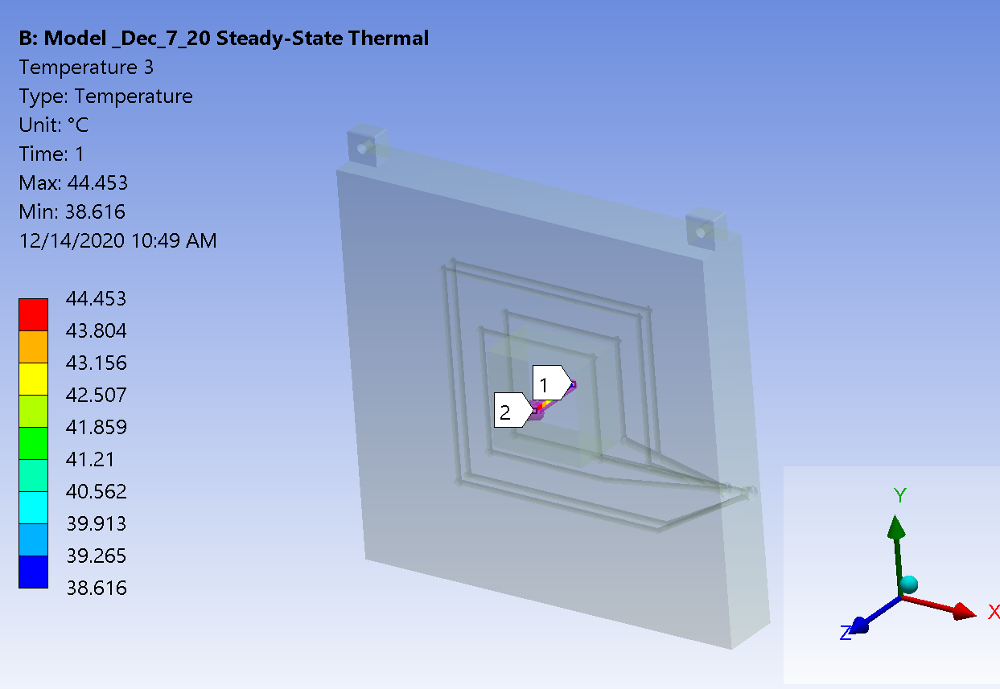 B: Model _Dec_7_20 Steady-State Thermal
Temperature 3
Type: Temperature
Unit: °C
Time: 1
Max: 44.453
Min: 38.616
12/14/2020 10:49 AM
44.453
43.804
43.156
42.507
41.859
41.21
40.562
39.913
39.265
38.616
1
2
Y
X
Z